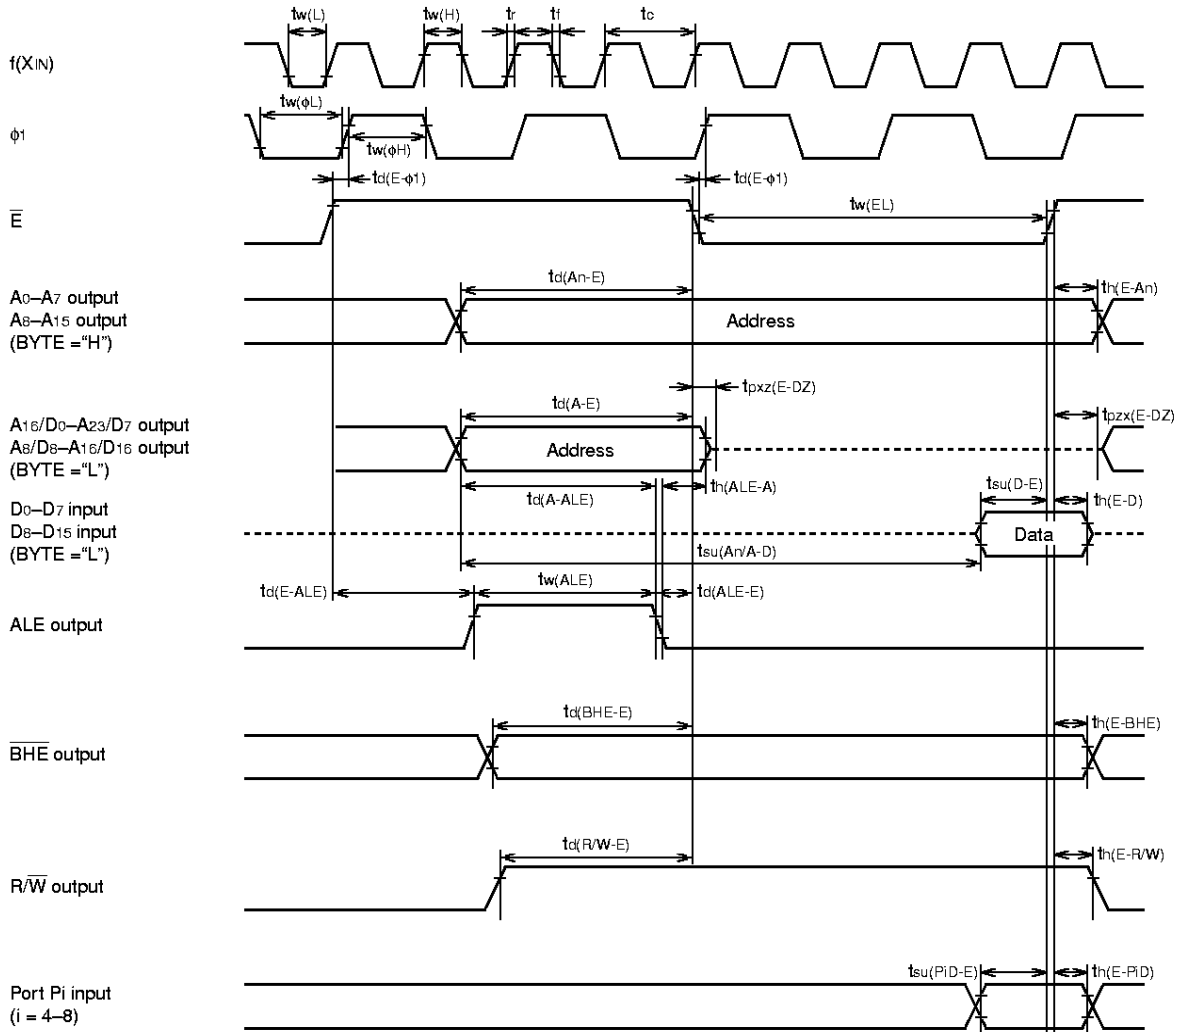 tw(L) tw(H) tr tf tc
f(XIN)
tw(ϕL)
ϕ1
tw(ϕH)
td(E-ϕ1) td(E-ϕ1)
E̅ tw(EL)
td(An-E) th(E-An)
A0–A7 output
A8–A15 output Address
(BYTE =“H”)
tpxz(E-DZ)
td(A-E) tpzx(E-DZ)
A16/D0–A23/D7 output
A8/D8–A16/D16 output Address
(BYTE =“L”)
td(A-ALE) th(ALE-A) tsu(D-E) th(E-D)
D0–D7 input
D8–D15 input Data
(BYTE =“L”) tsu(An/A-D)
td(E-ALE) tw(ALE) td(ALE-E)
ALE output
td(BHE-E) th(E-BHE)
B̅H̅E̅ output
td(R/W-E) th(E-R/W)
R/W̅ output
tsu(PiD-E) th(E-PiD)
Port Pi input
(i = 4–8)